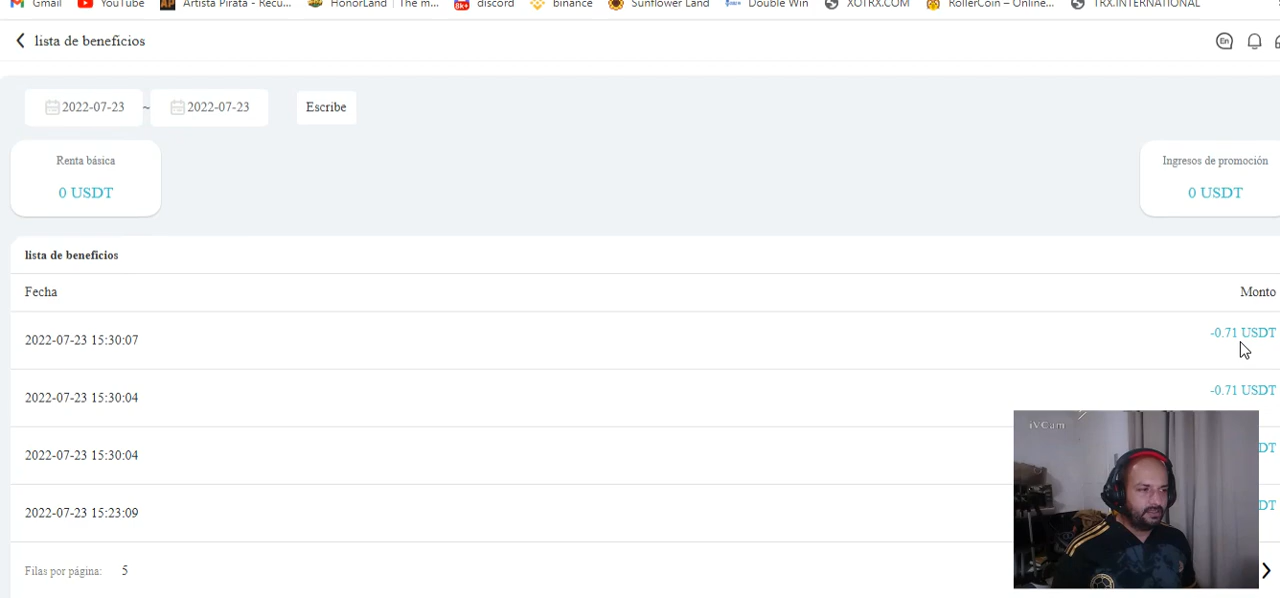 Gmail YouTube Artista Pirata - Recu... HonorLand | The m... discord binance Sunflower Land Double Win XOTRX.COM RollerCoin – Online... TRX.INTERNATIONAL
lista de beneficios En
2022-07-23 ~ 2022-07-23 Escribe
Renta básica Ingresos de promoción
0 USDT 0 USDT
lista de beneficios
Fecha Monto
2022-07-23 15:30:07 -0.71 USDT
2022-07-23 15:30:04 -0.71 USDT
iVCam
2022-07-23 15:30:04 DT
2022-07-23 15:23:09 DT
Filas por página: 5